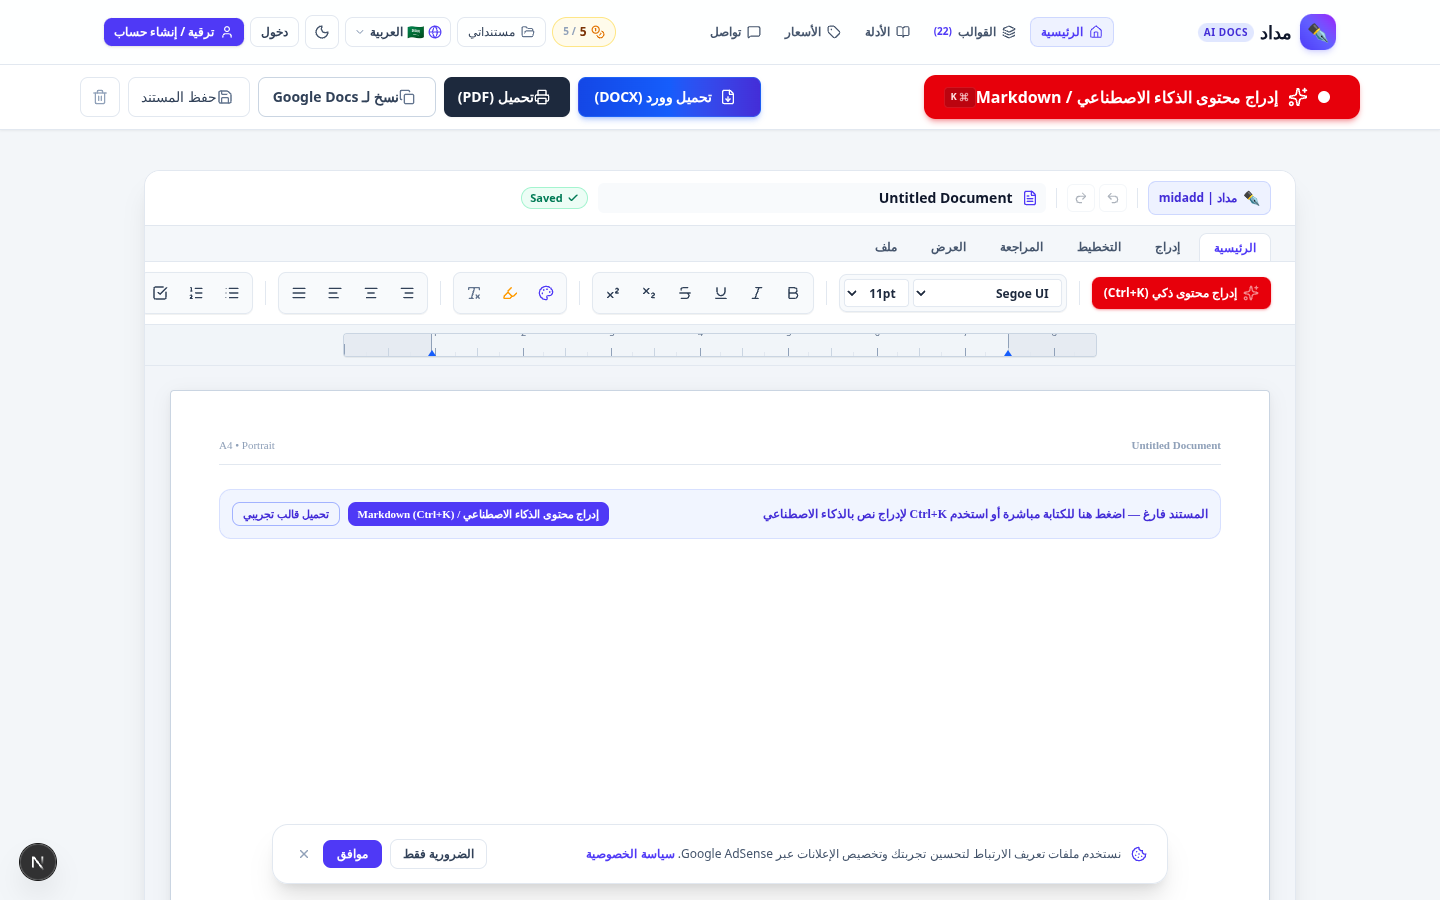 مداد AI DOCS
الرئيسية
القوالب (22)
الأدلة
الأسعار
تواصل
5 / 5
مستنداتي
العربية
دخول
ترقية / إنشاء حساب
إدراج محتوى الذكاء الاصطناعي / Markdown ⌘ K
تحميل وورد (DOCX)
تحميل (PDF)
نسخ لـ Google Docs
حفظ المستند
مداد | midadd
Untitled Document
Saved
الرئيسية
إدراج
التخطيط
المراجعة
العرض
ملف
إدراج محتوى ذكي (Ctrl+K)
Segoe UI
11pt
Untitled Document
A4 • Portrait
المستند فارغ — اضغط هنا للكتابة مباشرة أو استخدم Ctrl+K لإدراج نص بالذكاء الاصطناعي
إدراج محتوى الذكاء الاصطناعي / Markdown (Ctrl+K)
تحميل قالب تجريبي
نستخدم ملفات تعريف الارتباط لتحسين تجربتك وتخصيص الإعلانات عبر Google AdSense. سياسة الخصوصية
الضرورية فقط
موافق